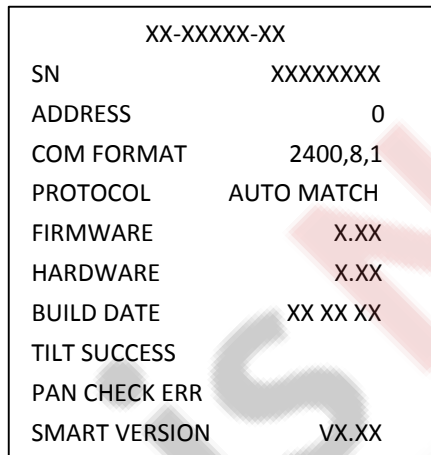 XX-XXXXX-XX
SN XXXXXXXX
ADDRESS 0
COM FORMAT 2400,8,1
PROTOCOL AUTO MATCH
FIRMWARE X.XX
HARDWARE X.XX
BUILD DATE XX XX XX
TILT SUCCESS
PAN CHECK ERR
SMART VERSION VX.XX